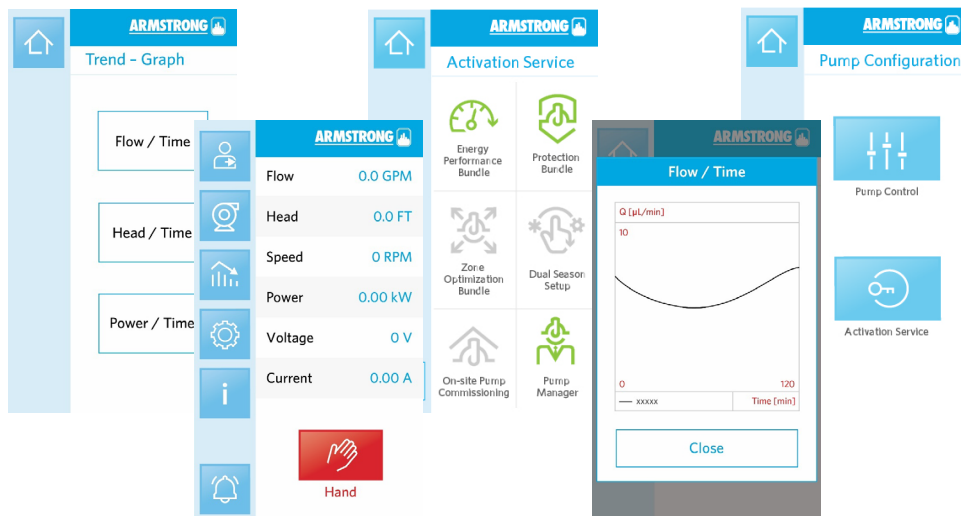 ARMSTRONG
Trend - Graph
Flow / Time
Head / Time
Power / Time
ARMSTRONG
Flow 0.0 GPM
Head 0.0 FT
Speed 0 RPM
Power 0.00 kW
Voltage 0 V
Current 0.00 A
i
Hand
ARMSTRONG
Activation Service
Energy
Performance
Bundle
Protection
Bundle
Zone
Optimization
Bundle
Dual Season
Setup
On-site Pump
Commissioning
Pump
Manager
ARMSTRONG
Flow / Time
Q [µL/min]
10
0 120
xxxxx Time [min]
Close
ARMSTRONG
Pump Configuration
Pump Control
Activation Service